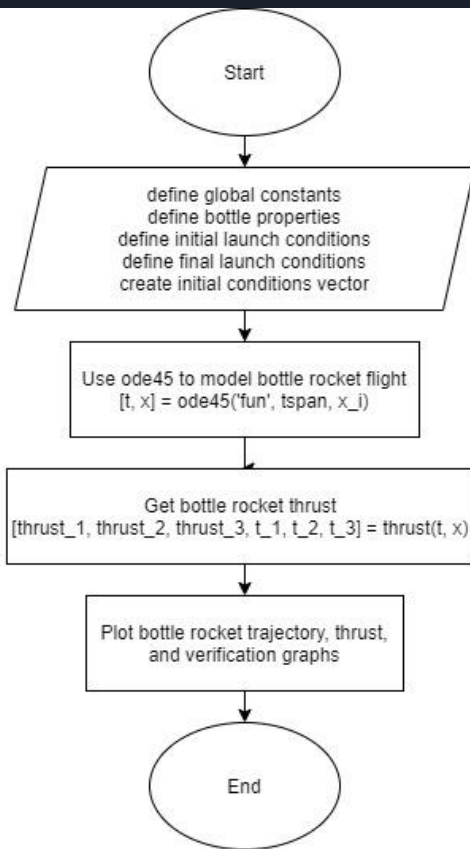 Start
define global constants
define bottle properties
define initial launch conditions
define final launch conditions
create initial conditions vector
Use ode45 to model bottle rocket flight
[t, x] = ode45('fun', tspan, x_i)
Get bottle rocket thrust
[thrust_1, thrust_2, thrust_3, t_1, t_2, t_3] = thrust(t, x)
Plot bottle rocket trajectory, thrust,
and verification graphs
End